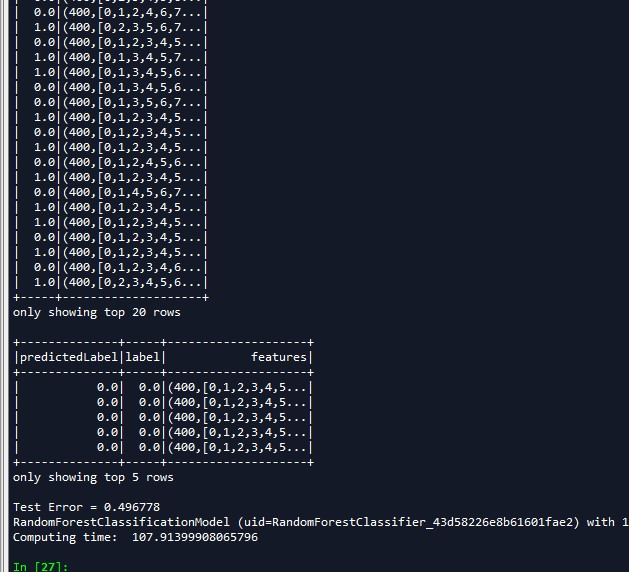 |  0.0|(400,[0,1,2,4,6,7...|
|  1.0|(400,[0,2,3,5,6,7...|
|  0.0|(400,[0,1,2,3,4,5...|
|  1.0|(400,[0,1,3,4,5,7...|
|  1.0|(400,[0,1,3,4,5,6...|
|  0.0|(400,[0,1,3,4,5,6...|
|  0.0|(400,[0,1,3,5,6,7...|
|  1.0|(400,[0,1,2,3,4,5...|
|  0.0|(400,[0,1,2,3,4,5...|
|  1.0|(400,[0,1,2,3,4,5...|
|  0.0|(400,[0,1,2,4,5,6...|
|  1.0|(400,[0,1,2,3,4,5...|
|  0.0|(400,[0,1,4,5,6,7...|
|  1.0|(400,[0,1,2,3,4,5...|
|  1.0|(400,[0,1,2,3,4,5...|
|  0.0|(400,[0,1,2,3,4,5...|
|  1.0|(400,[0,1,2,3,4,5...|
|  0.0|(400,[0,1,2,3,4,6...|
|  1.0|(400,[0,2,3,4,5,6...|
+-----+--------------------+
only showing top 20 rows
+--------------+-----+--------------------+
|predictedLabel|label|            features|
+--------------+-----+--------------------+
|           0.0|  0.0|(400,[0,1,2,3,4,5...|
|           0.0|  0.0|(400,[0,1,2,3,4,5...|
|           0.0|  0.0|(400,[0,1,2,3,4,5...|
|           0.0|  0.0|(400,[0,1,2,3,4,5...|
|           0.0|  0.0|(400,[0,1,2,3,4,5...|
+--------------+-----+--------------------+
only showing top 5 rows
Test Error = 0.496778
RandomForestClassificationModel (uid=RandomForestClassifier_43d58226e8b61601fae2) with 1
Computing time:  107.91399908065796
In [27]: